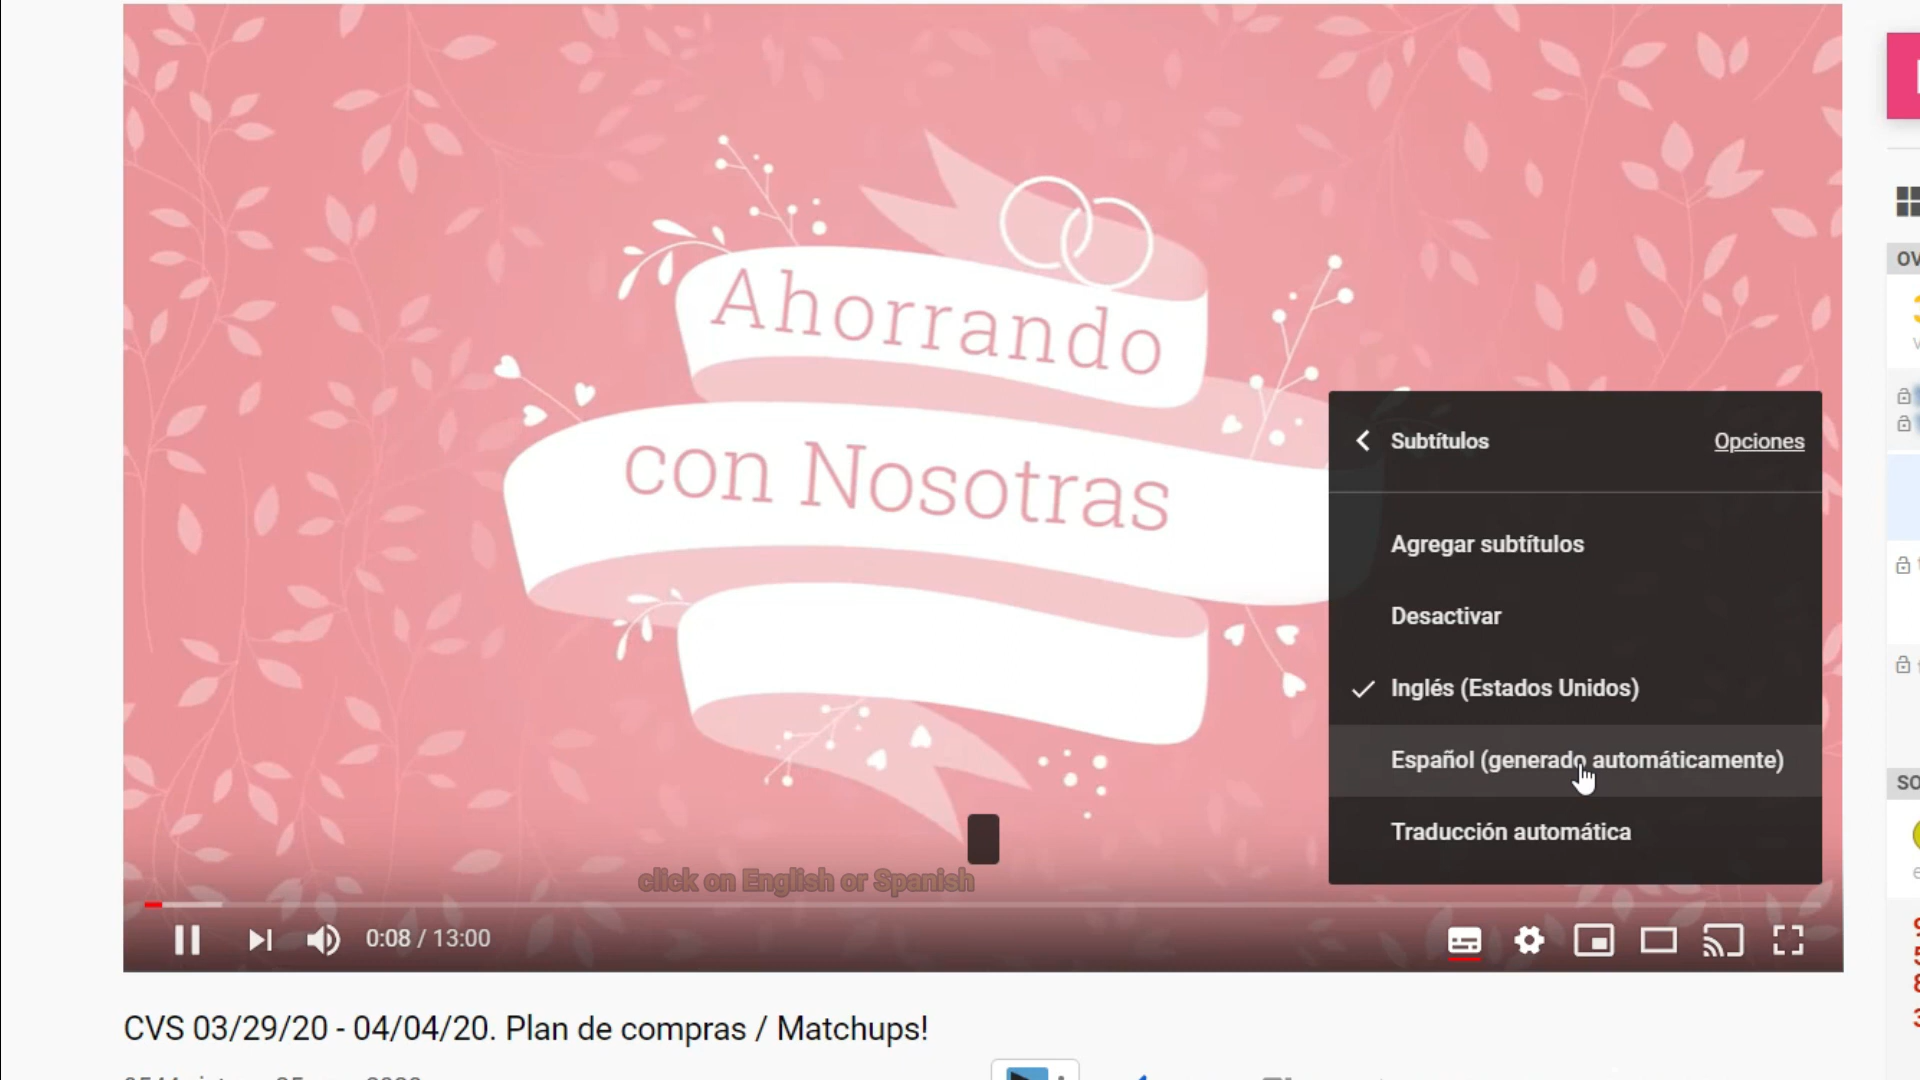 Ahorrando
con Nosotras
Subtítulos
Opciones
Agregar subtítulos
Desactivar
Inglés (Estados Unidos)
Español (generado automáticamente)
Traducción automática
click on English or Spanish
0:08 / 13:00
CVS 03/29/20 - 04/04/20. Plan de compras / Matchups!